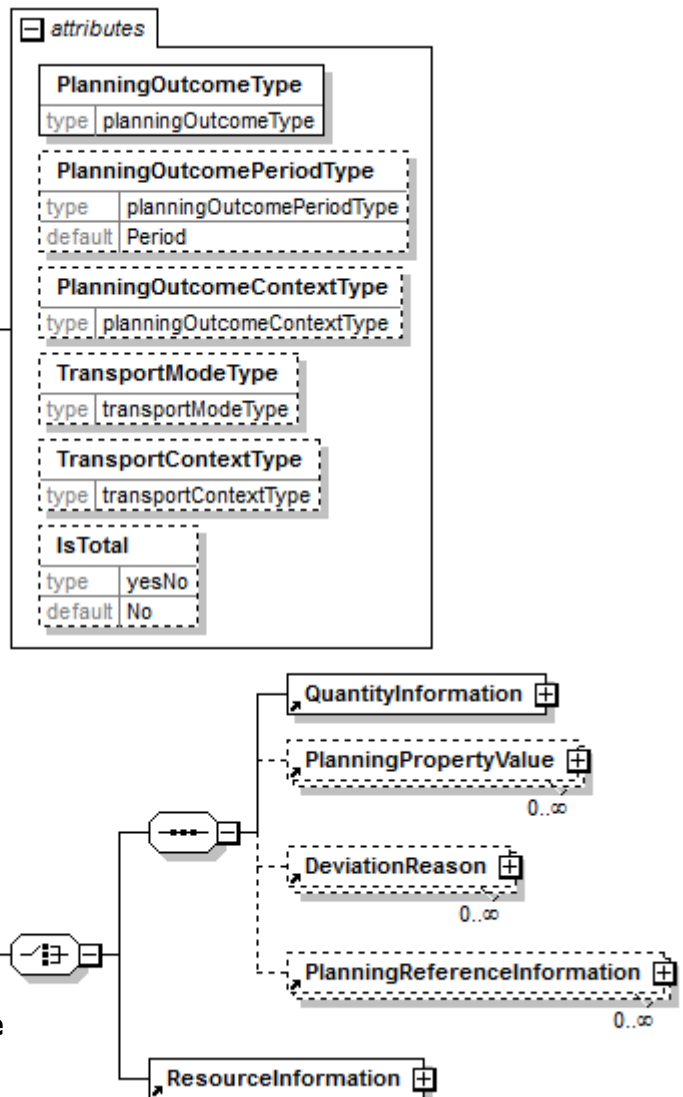 attributes
PlanningOutcomeType
type planningOutcomeType
PlanningOutcomePeriodType
type planningOutcomePeriodType
default Period
PlanningOutcomeContextType
type planningOutcomeContextType
TransportModeType
type transportModeType
TransportContextType
type transportContextType
IsTotal
type yesNo
default No
QuantityInformation
PlanningPropertyValue
0..∞
DeviationReason
0..∞
PlanningReferenceInformation
0..∞
e
ResourceInformation